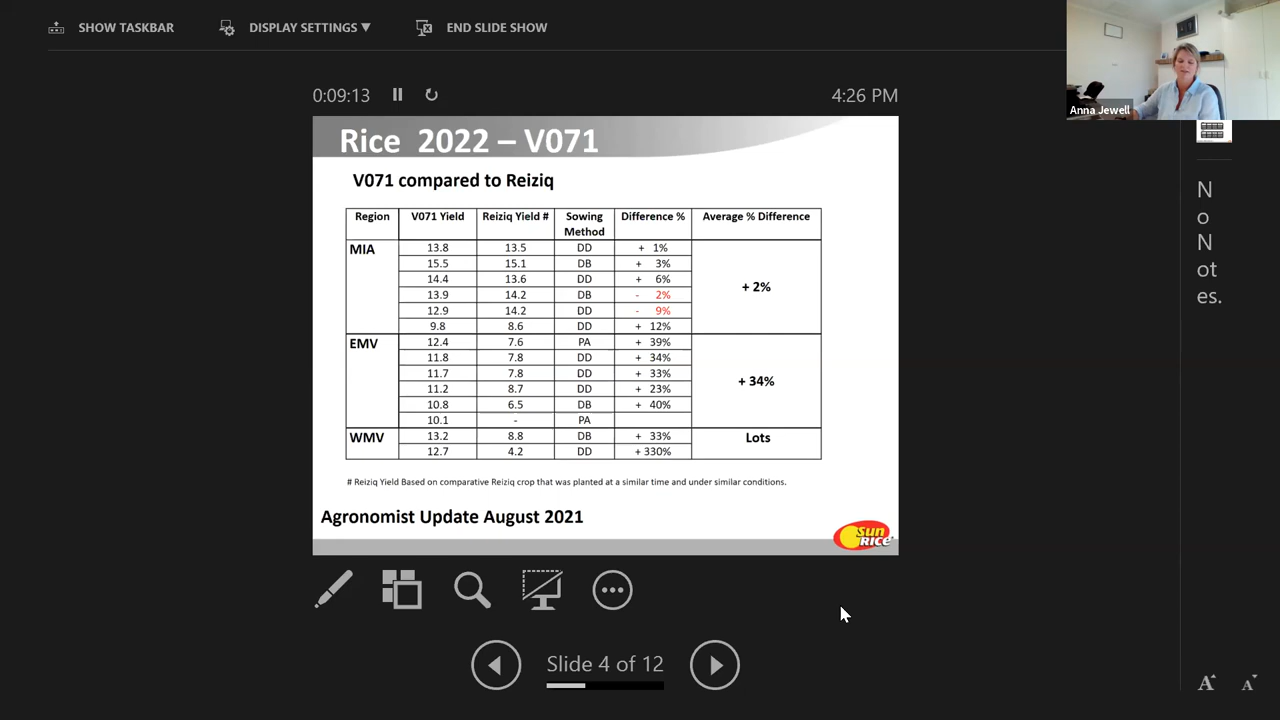 SHOW TASKBAR DISPLAY SETTINGS ▼ END SLIDE SHOW
Anna Jewell
0:09:13 4:26 PM
Rice 2022 – V071
V071 compared to Reiziq
Region V071 Yield Reiziq Yield # Sowing Method Difference % Average % Difference
MIA 13.8 13.5 DD + 1% + 2%
15.5 15.1 DB + 3%
14.4 13.6 DD + 6%
13.9 14.2 DB - 2%
12.9 14.2 DD - 9%
9.8 8.6 DD + 12%
EMV 12.4 7.6 PA + 39% + 34%
11.8 7.8 DD + 34%
11.7 7.8 DD + 33%
11.2 8.7 DD + 23%
10.8 6.5 DB + 40%
10.1 - PA
WMV 13.2 8.8 DB + 33% Lots
12.7 4.2 DD + 330%
# Reiziq Yield Based on comparative Reiziq crop that was planted at a similar time and under similar conditions.
Agronomist Update August 2021
Sun
RICE
Slide 4 of 12
N
o
N
ot
es.
A A